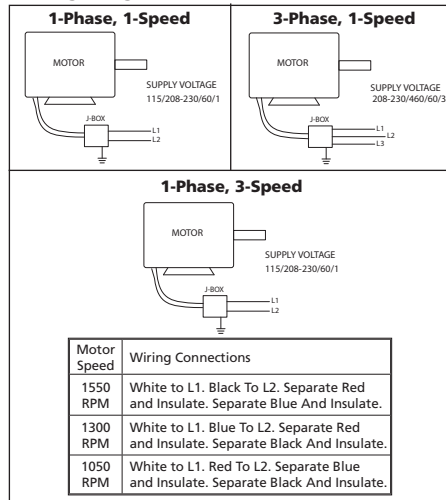 1-Phase, 1-Speed
MOTOR
SUPPLY VOLTAGE
115/208-230/60/1
J-BOX
L1
L2
3-Phase, 1-Speed
MOTOR
SUPPLY VOLTAGE
208-230/460/60/3
J-BOX
L1
L2
L3
1-Phase, 3-Speed
MOTOR
SUPPLY VOLTAGE
115/208-230/60/1
J-BOX
L1
L2
Motor
Speed
Wiring Connections
1550
RPM
White to L1. Black To L2. Separate Red
and Insulate. Separate Blue And Insulate.
1300
RPM
White to L1. Blue To L2. Separate Red
and Insulate. Separate Black And Insulate.
1050
RPM
White to L1. Red To L2. Separate Blue
and Insulate. Separate Black And Insulate.